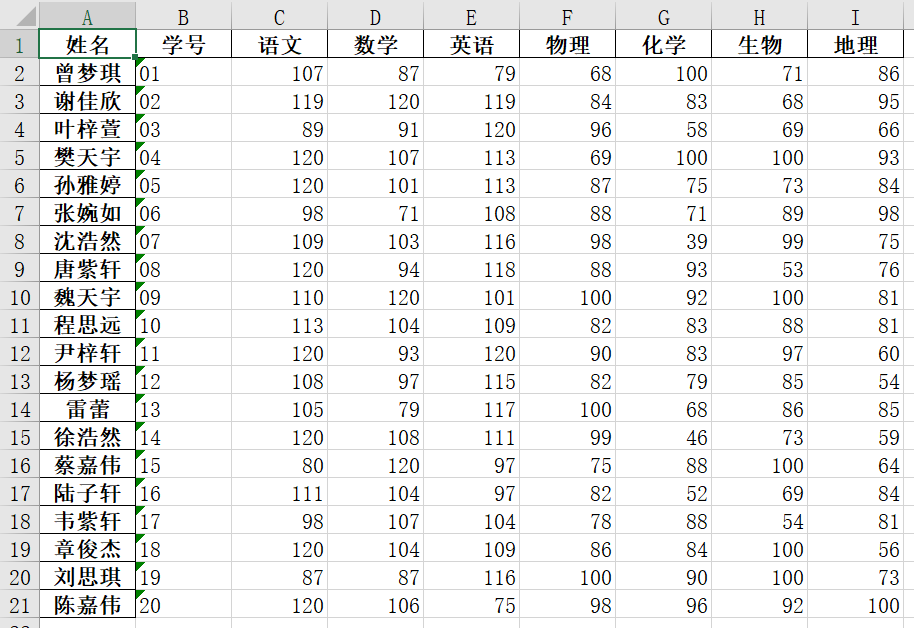 A B C D E F G H I
1 姓名 学号 语文 数学 英语 物理 化学 生物 地理
2 曾梦琪 01 107 87 79 68 100 71 86
3 谢佳欣 02 119 120 119 84 83 68 95
4 叶梓萱 03 89 91 120 96 58 69 66
5 樊天宇 04 120 107 113 69 100 100 93
6 孙雅婷 05 120 101 113 87 75 73 84
7 张婉如 06 98 71 108 88 71 89 98
8 沈浩然 07 109 103 116 98 39 99 75
9 唐紫轩 08 120 94 118 88 93 53 76
10 魏天宇 09 110 120 101 100 92 100 81
11 程思远 10 113 104 109 82 83 88 81
12 尹梓轩 11 120 93 120 90 83 97 60
13 杨梦瑶 12 108 97 115 82 79 85 54
14 雷蕾 13 105 79 117 100 68 86 85
15 徐浩然 14 120 108 111 99 46 73 59
16 蔡嘉伟 15 80 120 97 75 88 100 64
17 陆子轩 16 111 104 97 82 52 69 84
18 韦紫轩 17 98 107 104 78 88 54 81
19 章俊杰 18 120 104 109 86 84 100 56
20 刘思琪 19 87 87 116 100 90 100 73
21 陈嘉伟 20 120 106 75 98 96 92 100